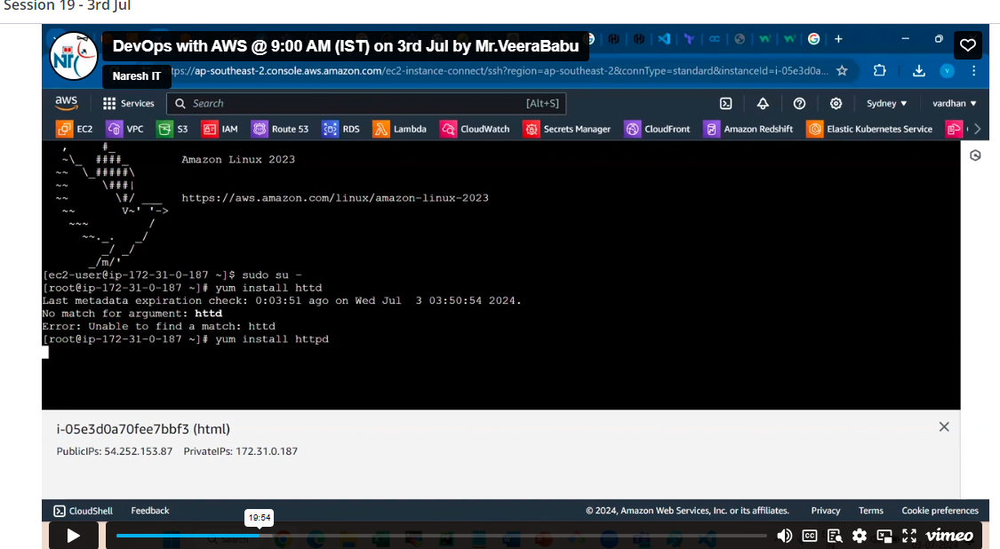 Session 19 - 3rd Jul
DevOps with AWS @ 9:00 AM (IST) on 3rd Jul by Mr.VeeraBabu
Naresh IT
NiT
tps://ap-southeast-2.console.aws.amazon.com/ec2-instance-connect/ssh?region=ap-southeast-2&connType=standard&instanceId=i-05e3d0a...
aws
Services
Search
[Alt+S]
Sydney
vardhan
EC2 VPC S3 IAM Route 53 RDS Lambda CloudWatch Secrets Manager CloudFront Amazon Redshift Elastic Kubernetes Service
   ,     #_
   ~\_  ####_        Amazon Linux 2023
  ~~  \_#####\
  ~~     \###|
  ~~       \#/ ___   https://aws.amazon.com/linux/amazon-linux-2023
   ~~       V~' '->
    ~~~         /
      ~~._.   _/
         _/ _/
       _/m/'
[ec2-user@ip-172-31-0-187 ~]$ sudo su -
[root@ip-172-31-0-187 ~]# yum install httd
Last metadata expiration check: 0:03:51 ago on Wed Jul  3 03:50:54 2024.
No match for argument: httd
Error: Unable to find a match: httd
[root@ip-172-31-0-187 ~]# yum install httpd
i-05e3d0a70fee7bbf3 (html)
PublicIPs: 54.252.153.87 PrivateIPs: 172.31.0.187
CloudShell Feedback © 2024, Amazon Web Services, Inc. or its affiliates. Privacy Terms Cookie preferences
19:54
CC
vimeo